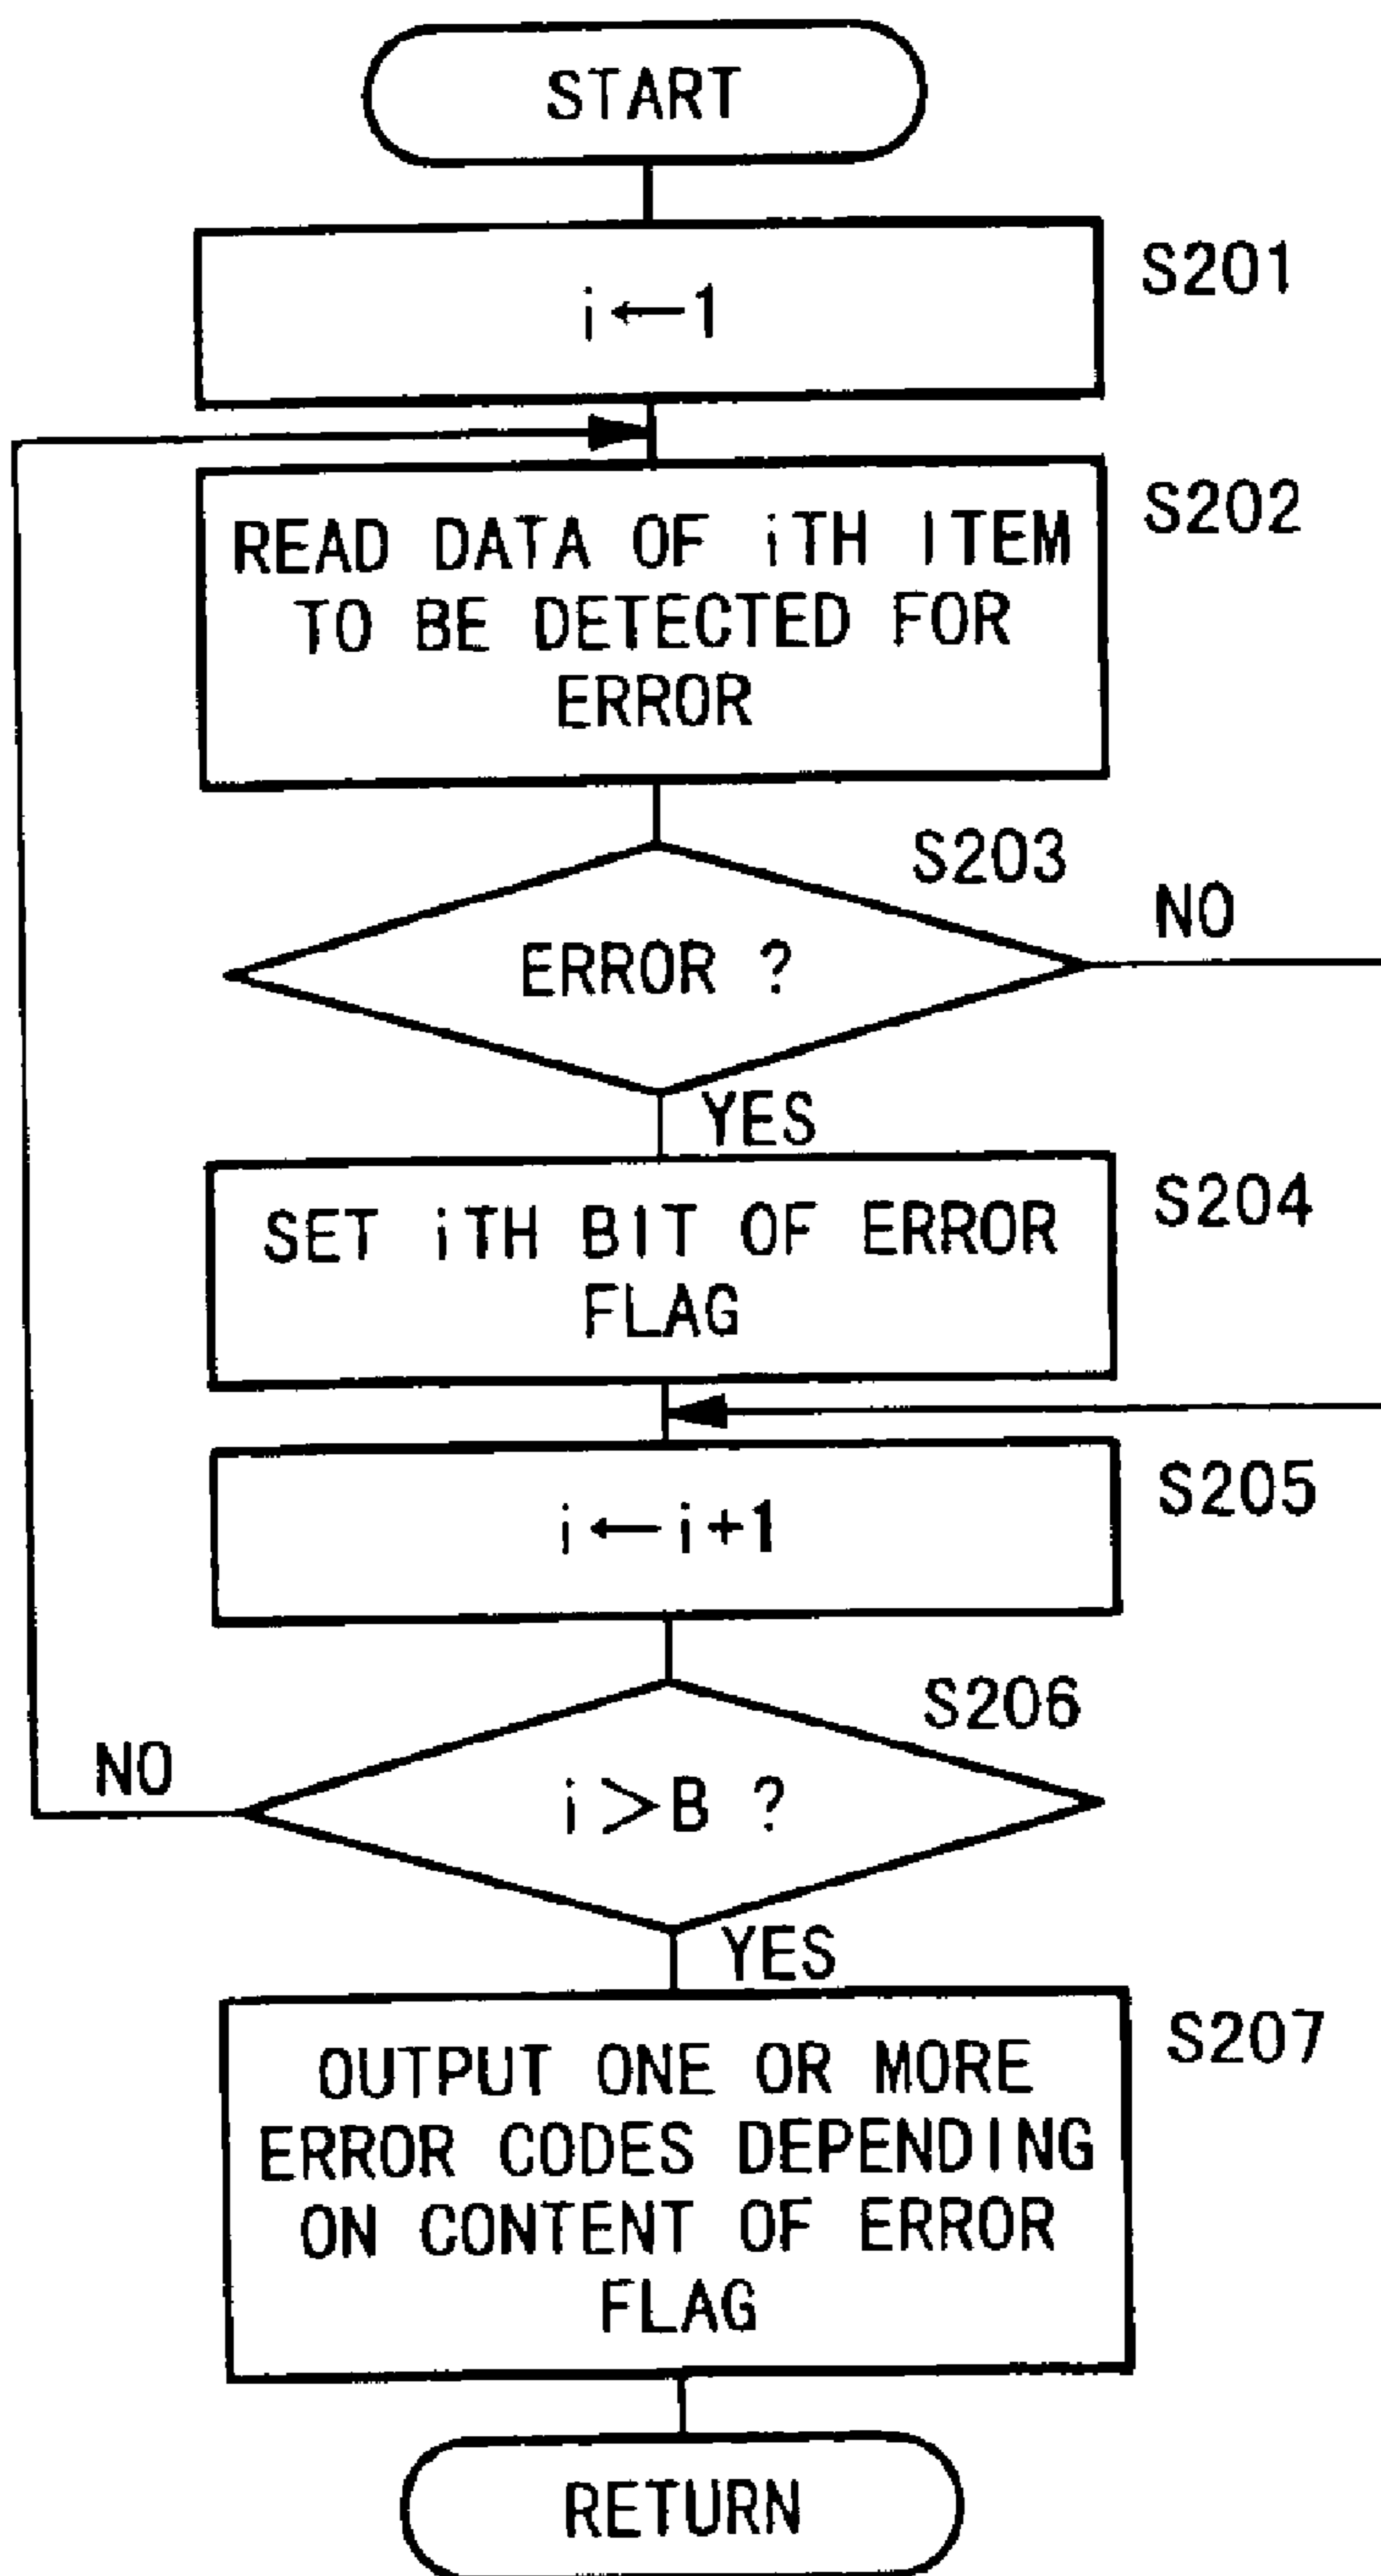 START
i←1
S201
READ DATA OF iTH ITEM
TO BE DETECTED FOR
ERROR
S202
ERROR ?
S203
NO
YES
SET iTH BIT OF ERROR
FLAG
S204
i←i+1
S205
i>B ?
S206
NO
YES
OUTPUT ONE OR MORE
ERROR CODES DEPENDING
ON CONTENT OF ERROR
FLAG
S207
RETURN